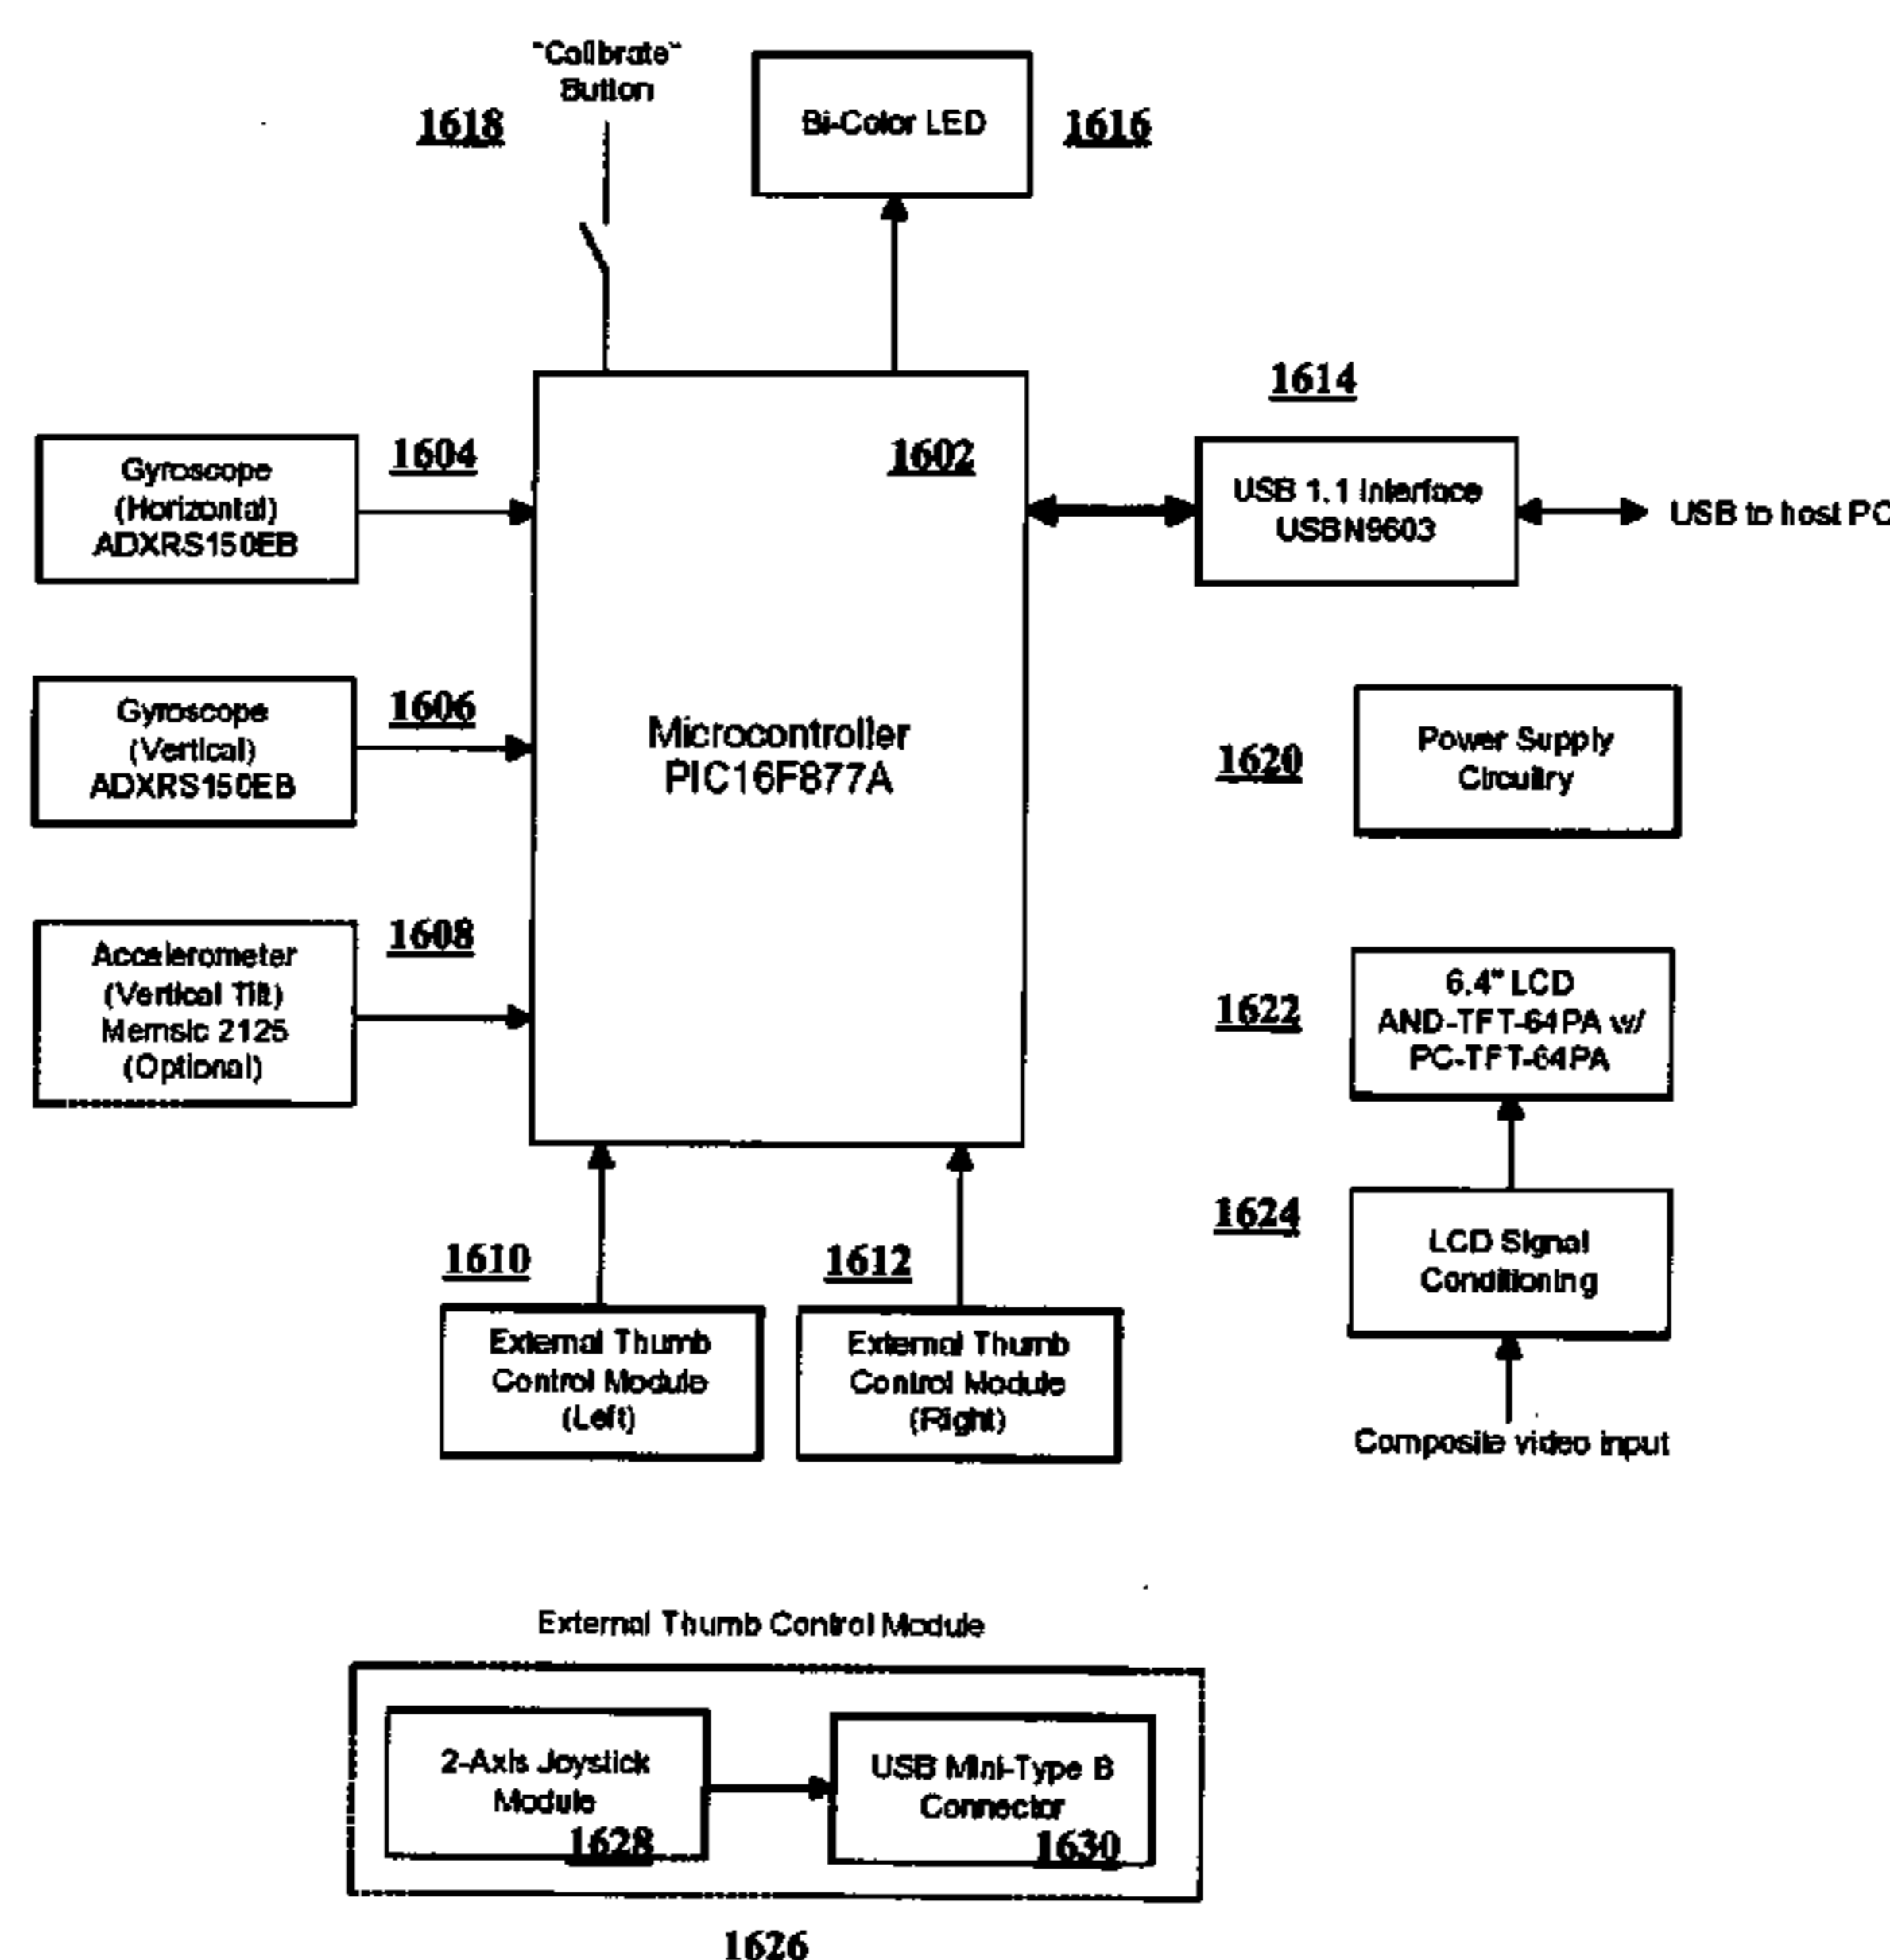 "Calibrate"
Button
1618
Bi-Color LED
1616
1614
Gyroscope
(Horizontal)
ADXRS150EB
1604
1602
USB 1.1 Interface
USBN9603
USB to host PC
Gyroscope
(Vertical)
ADXRS150EB
1606
Microcontroller
PIC16F877A
1620
Power Supply
Circuitry
Accelerometer
(Vertical Tilt)
Memsic 2125
(Optional)
1608
1622
6.4" LCD
AND-TFT-64PA w/
PC-TFT-64PA
1624
LCD Signal
Conditioning
Composite video input
1610
External Thumb
Control Module
(Left)
1612
External Thumb
Control Module
(Right)
External Thumb Control Module
2-Axis Joystick
Module
1628
USB Mini-Type B
Connector
1630
1626